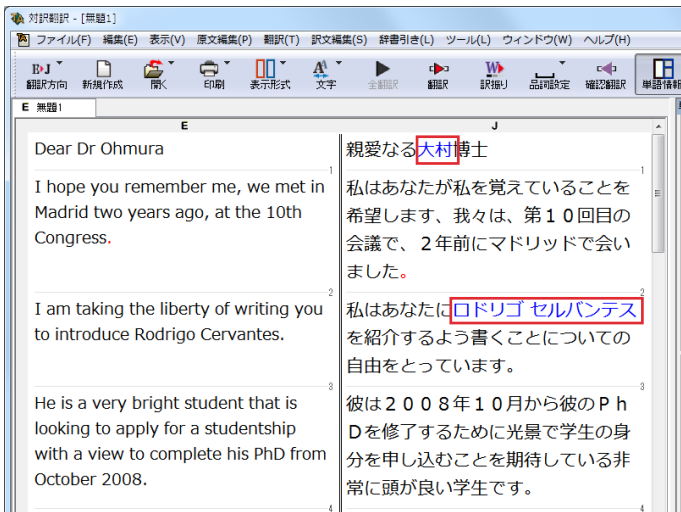 対訳翻訳 - [無題1]
ファイル(F) 編集(E) 表示(V) 原文編集(P) 翻訳(T) 訳文編集(S) 辞書引き(L) ツール(L) ウィンドウ(W) ヘルプ(H)
E▸J
翻訳方向 新規作成 開く 印刷 表示形式 文字 全翻訳 翻訳 訳振り 品詞設定 確認翻訳 単語情報
E 無題1
E
Dear Dr Ohmura
1
I hope you remember me, we met in
Madrid two years ago, at the 10th
Congress.
2
I am taking the liberty of writing you
to introduce Rodrigo Cervantes.
3
He is a very bright student that is
looking to apply for a studentship
with a view to complete his PhD from
October 2008.
4
J
親愛なる大村博士
1
私はあなたが私を覚えていることを
希望します、我々は、第１０回目の
会議で、２年前にマドリッドで会い
ました。
2
私はあなたにロドリゴ セルバンテス
を紹介するよう書くことについての
自由をとっています。
3
彼は２００８年１０月から彼のＰｈ
Ｄを修了するために光景で学生の身
分を申し込むことを期待している非
常に頭が良い学生です。
4